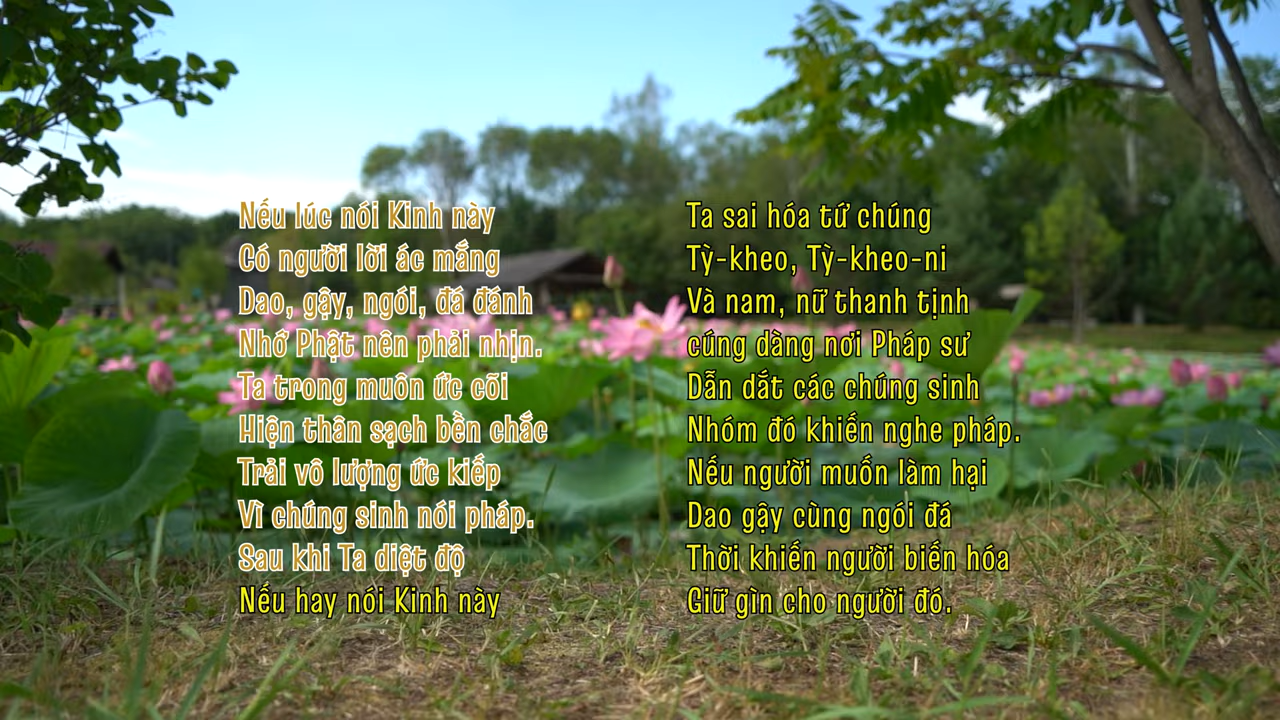 Nếu lúc nói Kinh này
Có người lời ác mắng
Dao, gậy, ngói, đá đánh
Nhớ Phật nên phải nhịn.
Ta trong muôn ức cõi
Hiện thân sạch bền chắc
Trải vô lượng ức kiếp
Vì chúng sinh nói pháp.
Sau khi Ta diệt độ
Nếu hay nói Kinh này
Ta sai hóa tứ chúng
Tỳ-kheo, Tỳ-kheo-ni
Và nam, nữ thanh tịnh
cúng dàng nơi Pháp sư
Dẫn dắt các chúng sinh
Nhóm đó khiến nghe pháp.
Nếu người muốn làm hại
Dao gậy cùng ngói đá
Thời khiến người biến hóa
Giữ gìn cho người đó.